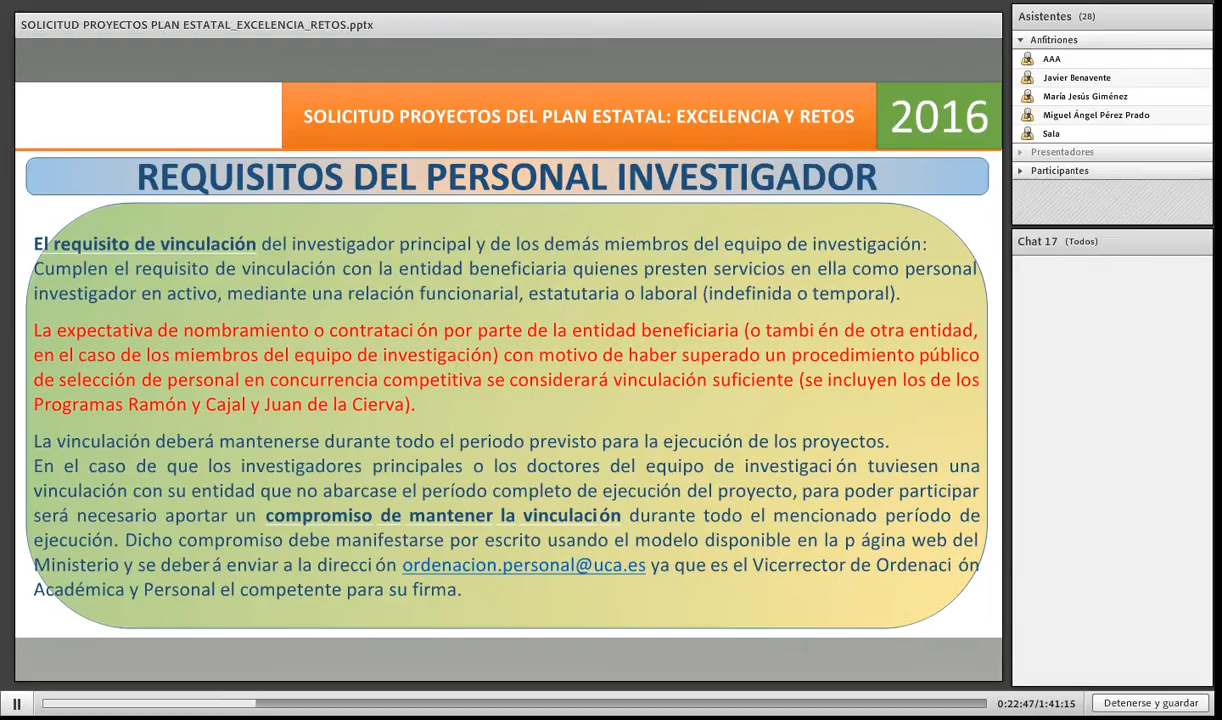 SOLICITUD PROYECTOS PLAN ESTATAL_EXCELENCIA_RETOS.pptx
SOLICITUD PROYECTOS DEL PLAN ESTATAL: EXCELENCIA Y RETOS
2016
REQUISITOS DEL PERSONAL INVESTIGADOR
El requisito de vinculación del investigador principal y de los demás miembros del equipo de investigación:
Cumplen el requisito de vinculación con la entidad beneficiaria quienes presten servicios en ella como personal
investigador en activo, mediante una relación funcionarial, estatutaria o laboral (indefinida o temporal).
La expectativa de nombramiento o contrataci ón por parte de la entidad beneficiaria (o tambi én de otra entidad,
en el caso de los miembros del equipo de investigación) con motivo de haber superado un procedimiento público
de selección de personal en concurrencia competitiva se considerará vinculación suficiente (se incluyen los de los
Programas Ramón y Cajal y Juan de la Cierva).
La vinculación deberá mantenerse durante todo el periodo previsto para la ejecución de los proyectos.
En el caso de que los investigadores principales o los doctores del equipo de investigaci ón tuviesen una
vinculación con su entidad que no abarcase el período completo de ejecución del proyecto, para poder participar
será necesario aportar un compromiso de mantener la vinculación durante todo el mencionado período de
ejecución. Dicho compromiso debe manifestarse por escrito usando el modelo disponible en la p ágina web del
Ministerio y se deber á enviar a la direcci ón ordenacion.personal@uca.es ya que es el Vicerrector de Ordenaci ón
Académica y Personal el competente para su firma.
Asistentes (28)
Anfitriones
AAA
Javier Benavente
María Jesús Giménez
Miguel Ángel Pérez Prado
Sala
Presentadores
Participantes
Chat 17 (Todos)
0:22:47/1:41:15
Detenerse y guardar